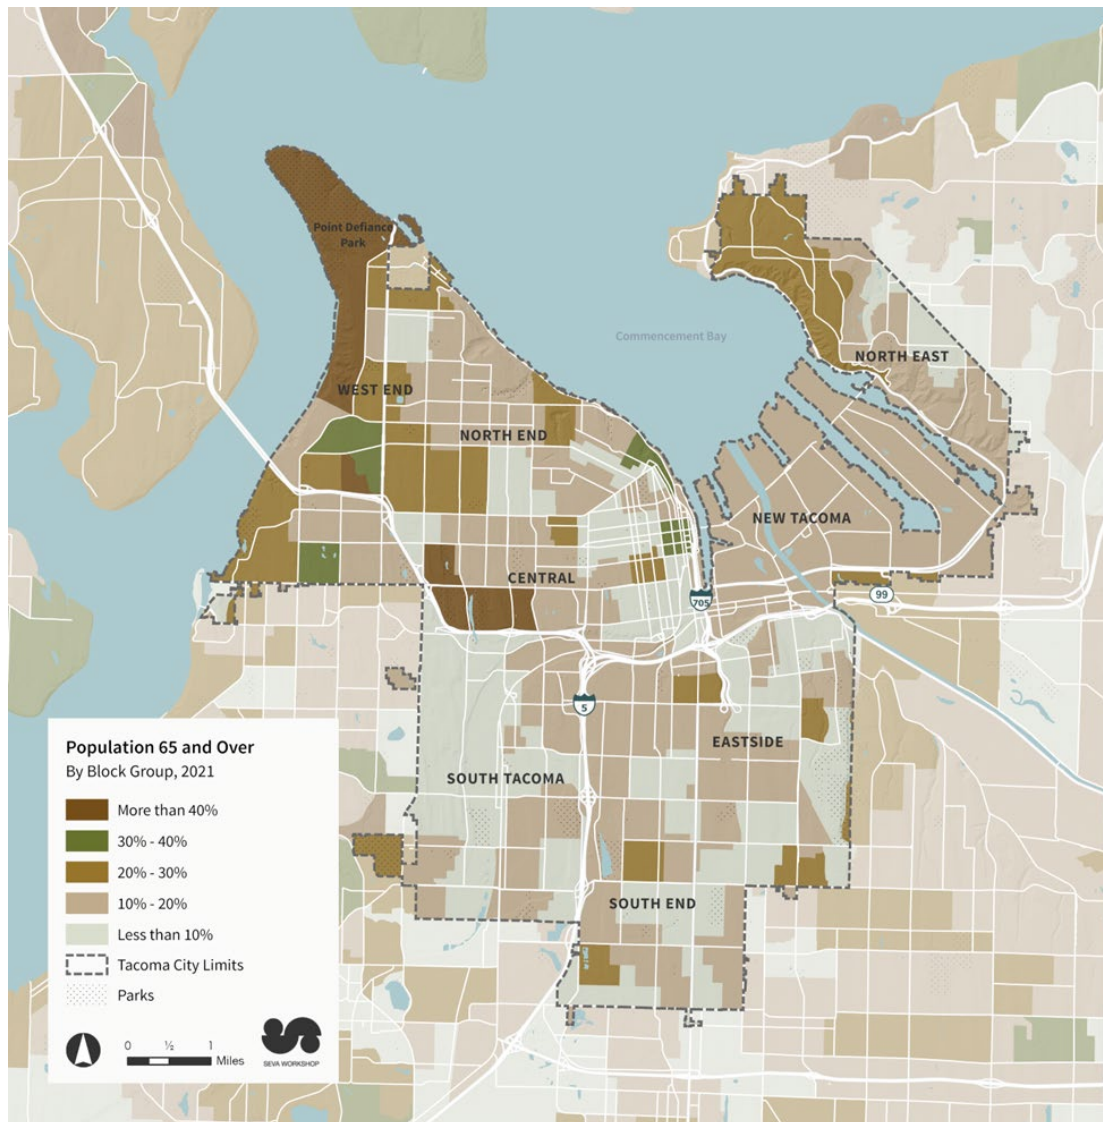 Point Defiance
Park
Commencement Bay
NORTH EAST
WEST END
NORTH END
NEW TACOMA
CENTRAL
99
705
5
EASTSIDE
SOUTH TACOMA
SOUTH END
Population 65 and Over
By Block Group, 2021
More than 40%
30% - 40%
20% - 30%
10% - 20%
Less than 10%
Tacoma City Limits
Parks
0 ½ 1
Miles
SEVA WORKSHOP